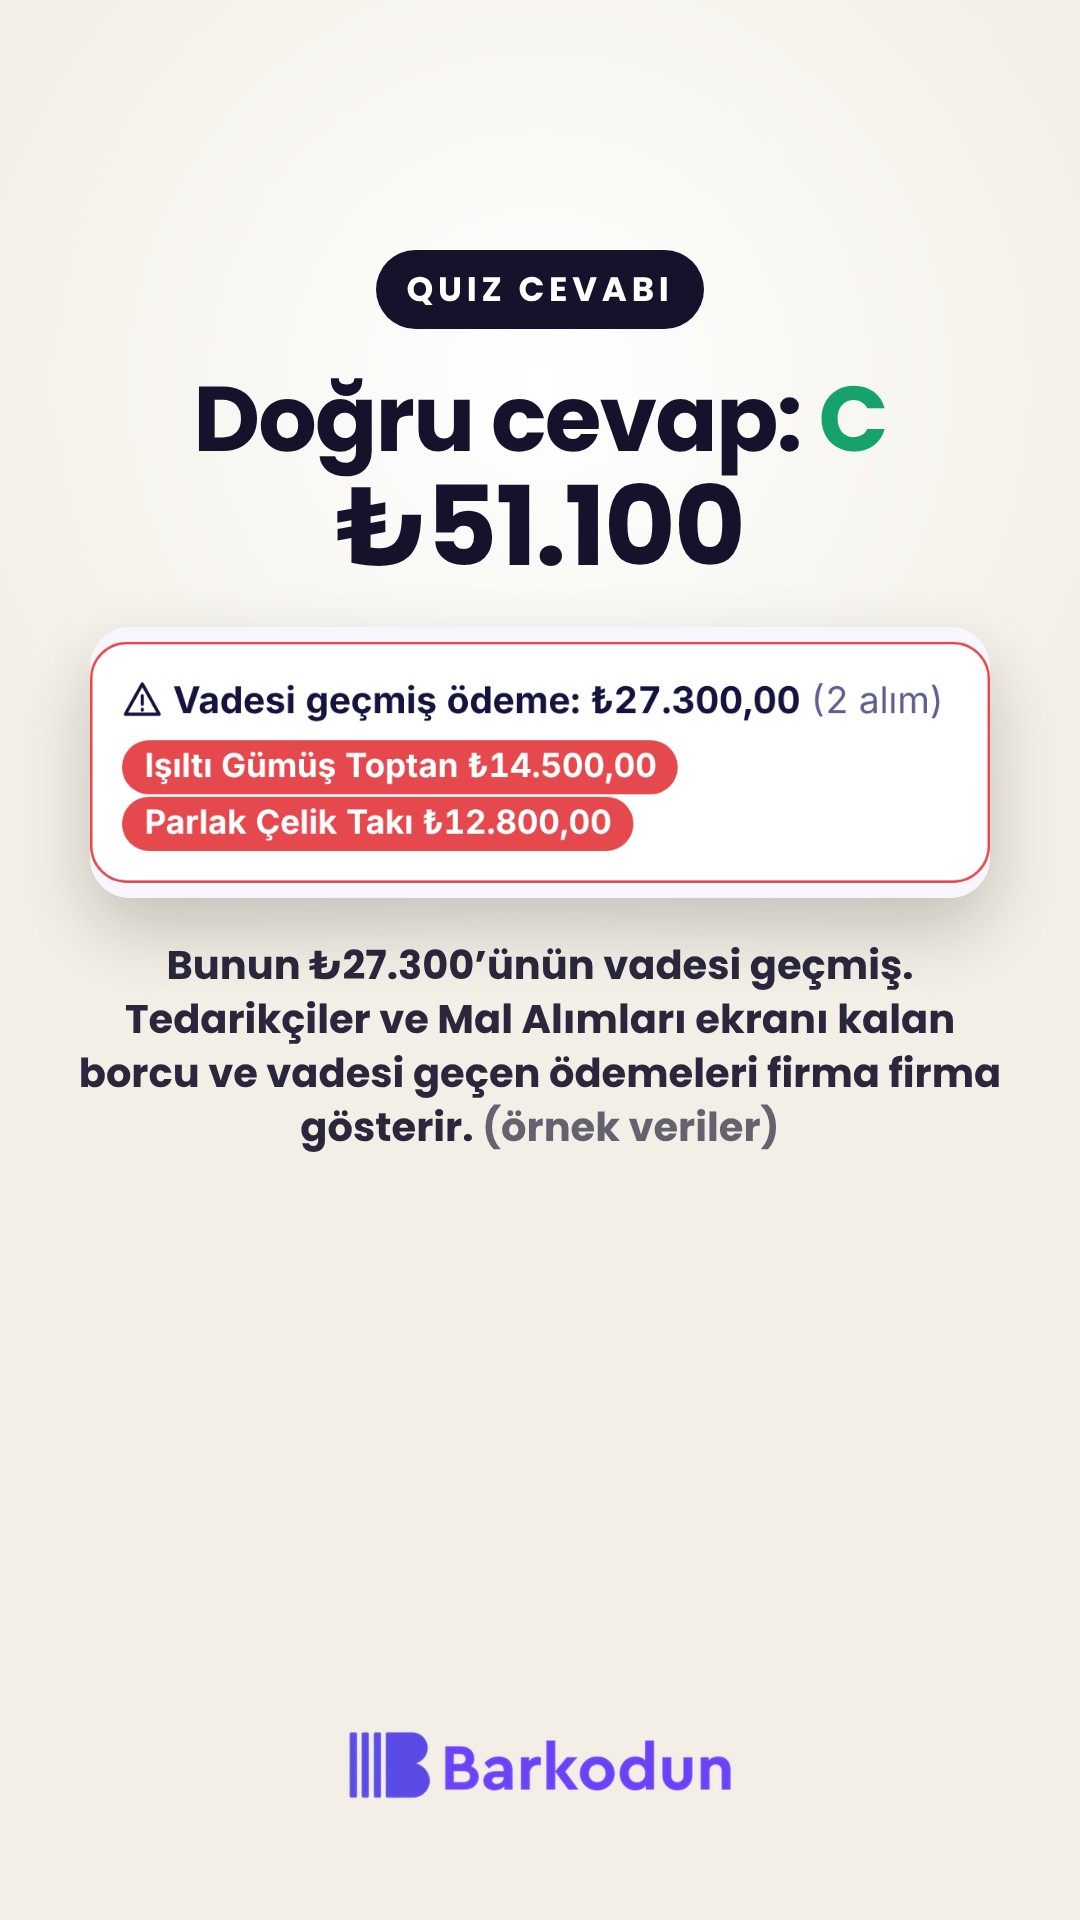 QUIZ CEVABI
Doğru cevap: C
₺51.100
Vadesi geçmiş ödeme: ₺27.300,00 (2 alım)
Işıltı Gümüş Toptan ₺14.500,00
Parlak Çelik Takı ₺12.800,00
Bunun ₺27.300’ünün vadesi geçmiş.
Tedarikçiler ve Mal Alımları ekranı kalan
borcu ve vadesi geçen ödemeleri firma firma
gösterir. (örnek veriler)
Barkodun